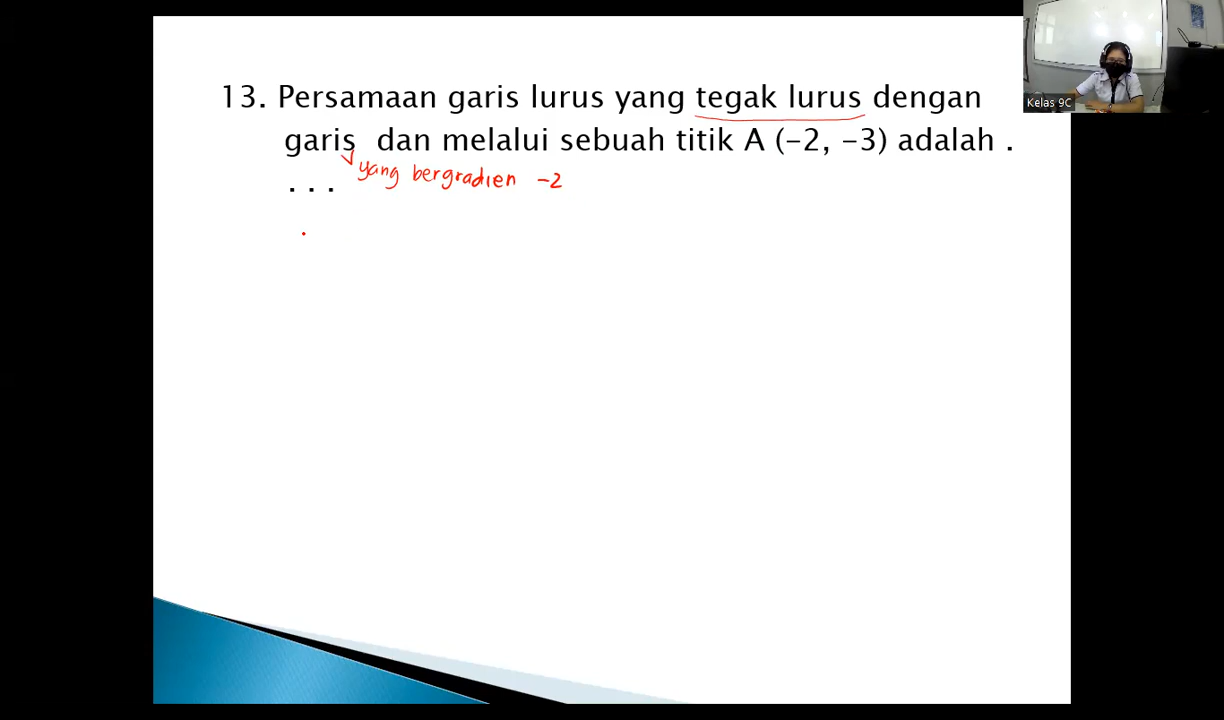 13. Persamaan garis lurus yang tegak lurus dengan
garis dan melalui sebuah titik A (-2, -3) adalah .
. . .
yang bergradien -2
Kelas 9C